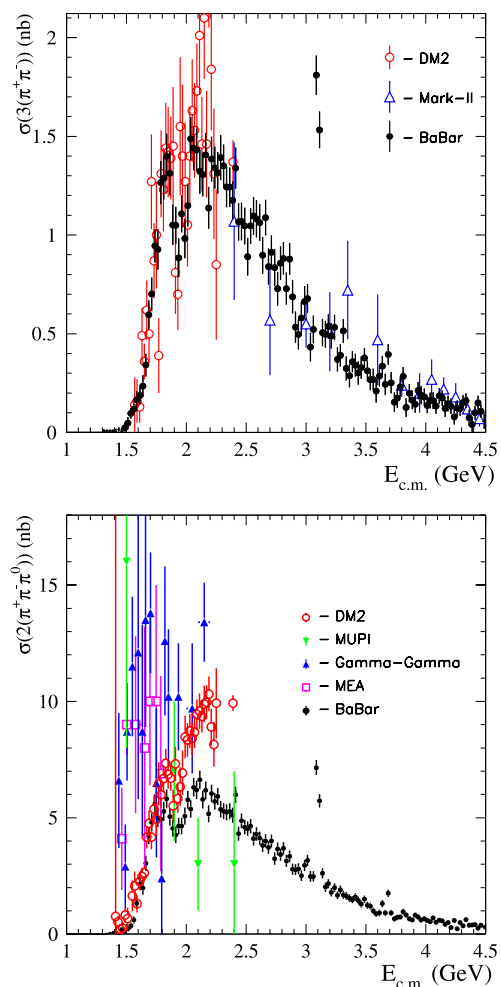 σ(3(π⁺π⁻)) (nb)
2
1.5
1
0.5
0
– DM2
– Mark–II
– BaBar
1 1.5 2 2.5 3 3.5 4 4.5
E_c.m. (GeV)
σ(2(π⁺π⁻π⁰)) (nb)
15
10
5
0
– DM2
– MUPI
– Gamma–Gamma
– MEA
– BaBar
1 1.5 2 2.5 3 3.5 4 4.5
E_c.m. (GeV)